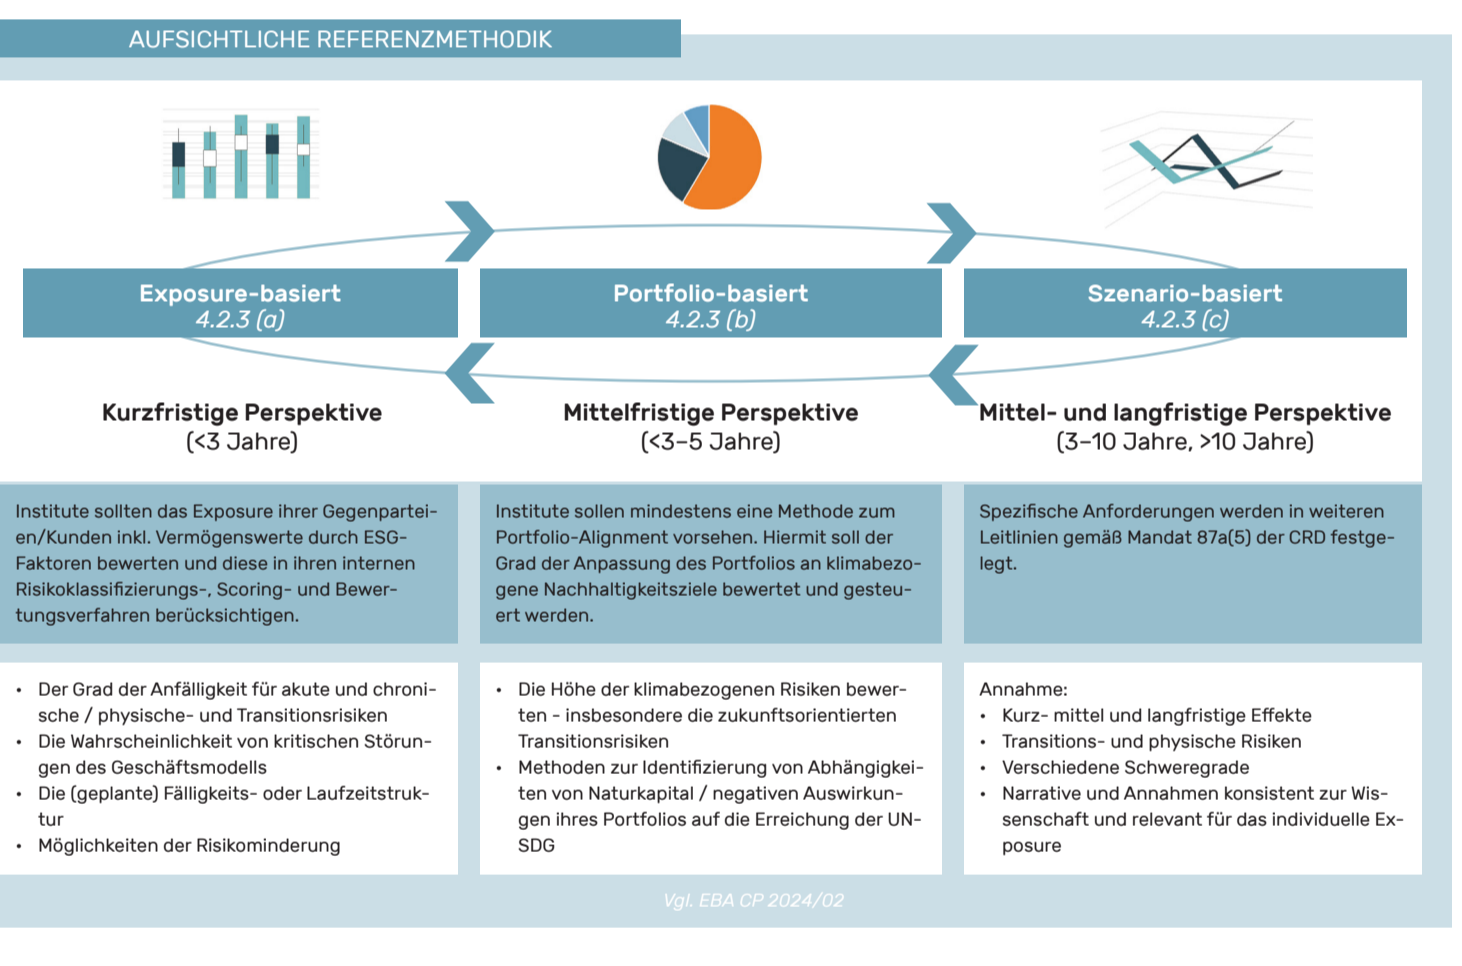 AUFSICHTLICHE REFERENZMETHODIK
Exposure-basiert
4.2.3 (a)
Portfolio-basiert
4.2.3 (b)
Szenario-basiert
4.2.3 (c)
Kurzfristige Perspektive
(<3 Jahre)
Mittelfristige Perspektive
(<3–5 Jahre)
Mittel- und langfristige Perspektive
(3–10 Jahre, >10 Jahre)
Institute sollten das Exposure ihrer Gegenpartei-
en/Kunden inkl. Vermögenswerte durch ESG-
Faktoren bewerten und diese in ihren internen
Risikoklassifizierungs-, Scoring- und Bewer-
tungsverfahren berücksichtigen.
Institute sollen mindestens eine Methode zum
Portfolio-Alignment vorsehen. Hiermit soll der
Grad der Anpassung des Portfolios an klimabezo-
gene Nachhaltigkeitsziele bewertet und gesteu-
ert werden.
Spezifische Anforderungen werden in weiteren
Leitlinien gemäß Mandat 87a(5) der CRD festge-
legt.
• Der Grad der Anfälligkeit für akute und chroni-
sche / physische- und Transitionsrisiken
• Die Wahrscheinlichkeit von kritischen Störun-
gen des Geschäftsmodells
• Die (geplante) Fälligkeits- oder Laufzeitstruk-
tur
• Möglichkeiten der Risikominderung
• Die Höhe der klimabezogenen Risiken bewer-
ten - insbesondere die zukunftsorientierten
Transitionsrisiken
• Methoden zur Identifizierung von Abhängigkei-
ten von Naturkapital / negativen Auswirkun-
gen ihres Portfolios auf die Erreichung der UN-
SDG
Annahme:
• Kurz- mittel und langfristige Effekte
• Transitions- und physische Risiken
• Verschiedene Schweregrade
• Narrative und Annahmen konsistent zur Wis-
senschaft und relevant für das individuelle Ex-
posure
Vgl. EBA CP 2024/02